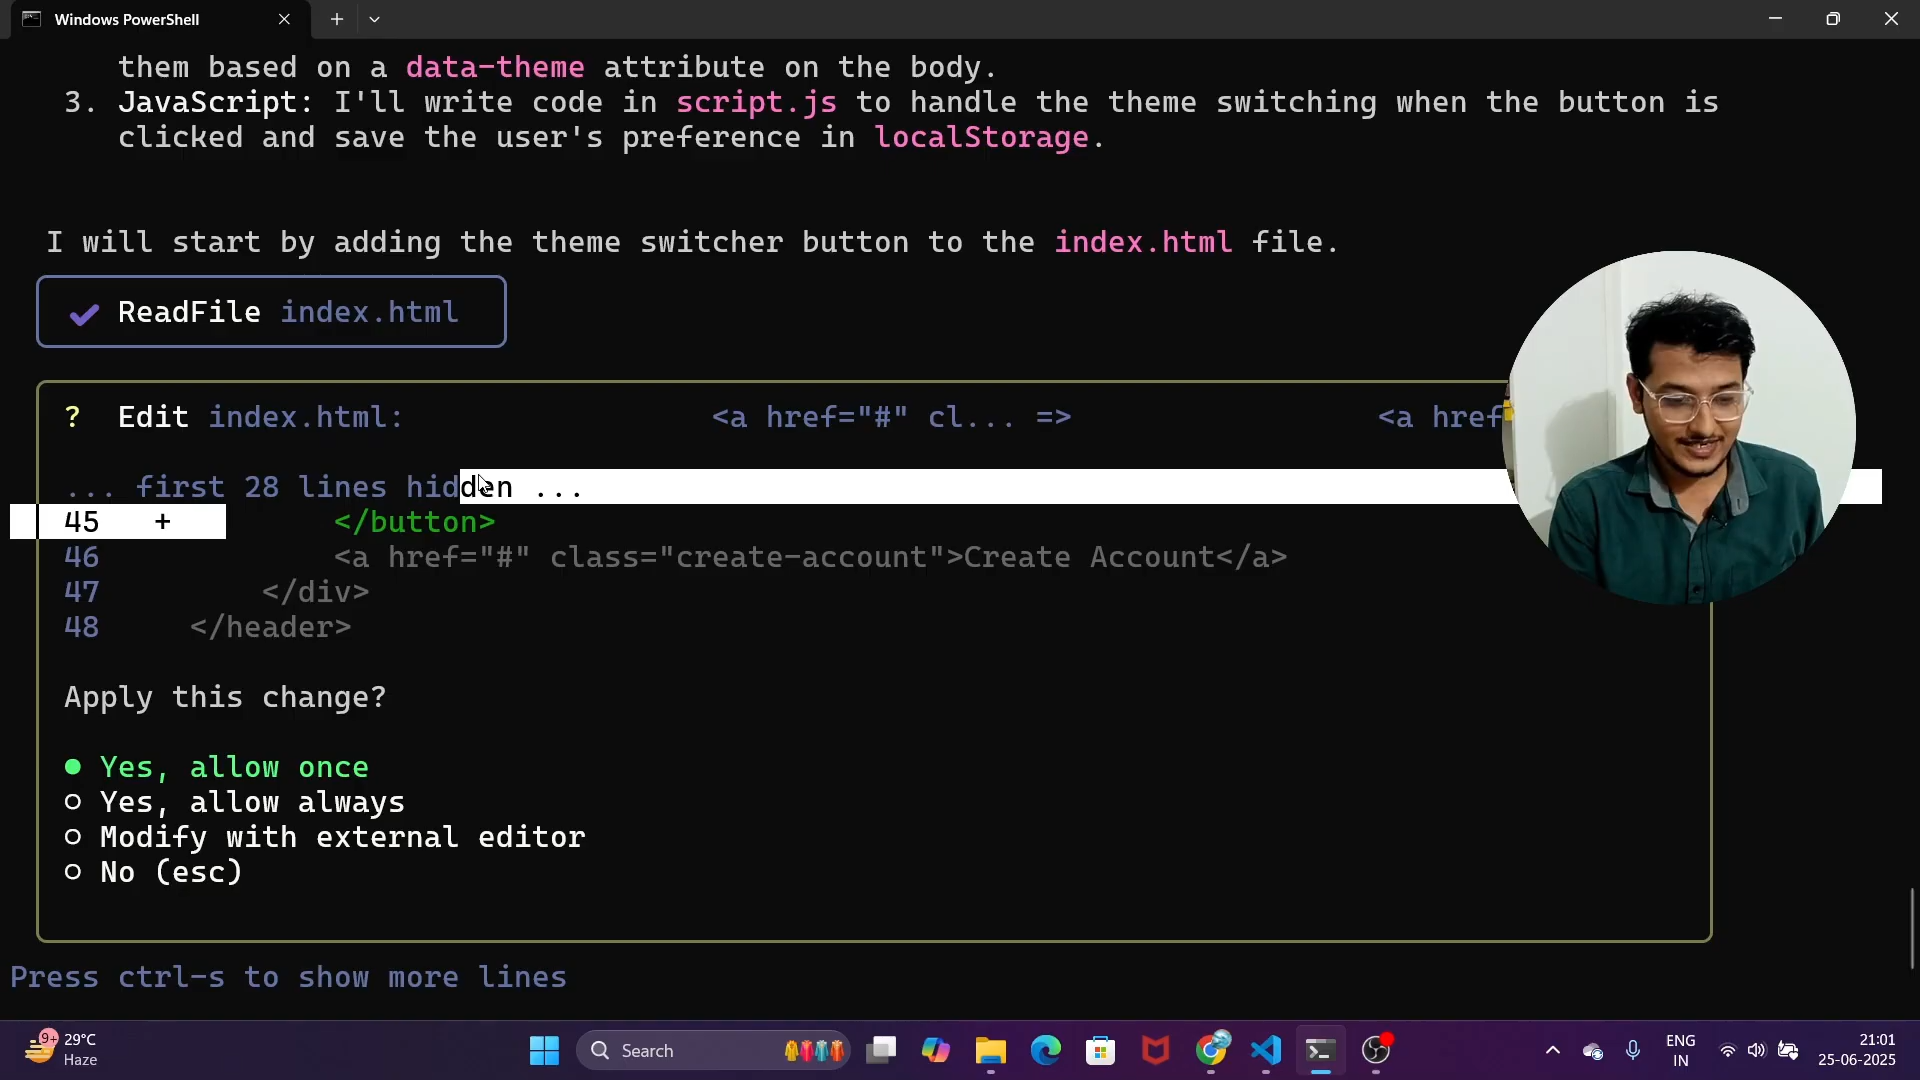 Windows PowerShell
them based on a data-theme attribute on the body.
3. JavaScript: I'll write code in script.js to handle the theme switching when the button is
clicked and save the user's preference in localStorage.
I will start by adding the theme switcher button to the index.html file.
✔ ReadFile index.html
? Edit index.html: <a href="#" cl... => <a href
... first 28 lines hidden ...
45 + </button>
46 <a href="#" class="create-account">Create Account</a>
47 </div>
48 </header>
Apply this change?
● Yes, allow once
○ Yes, allow always
○ Modify with external editor
○ No (esc)
Press ctrl-s to show more lines
9+
29°C
Haze
Search
ENG
IN
21:01
25-06-2025